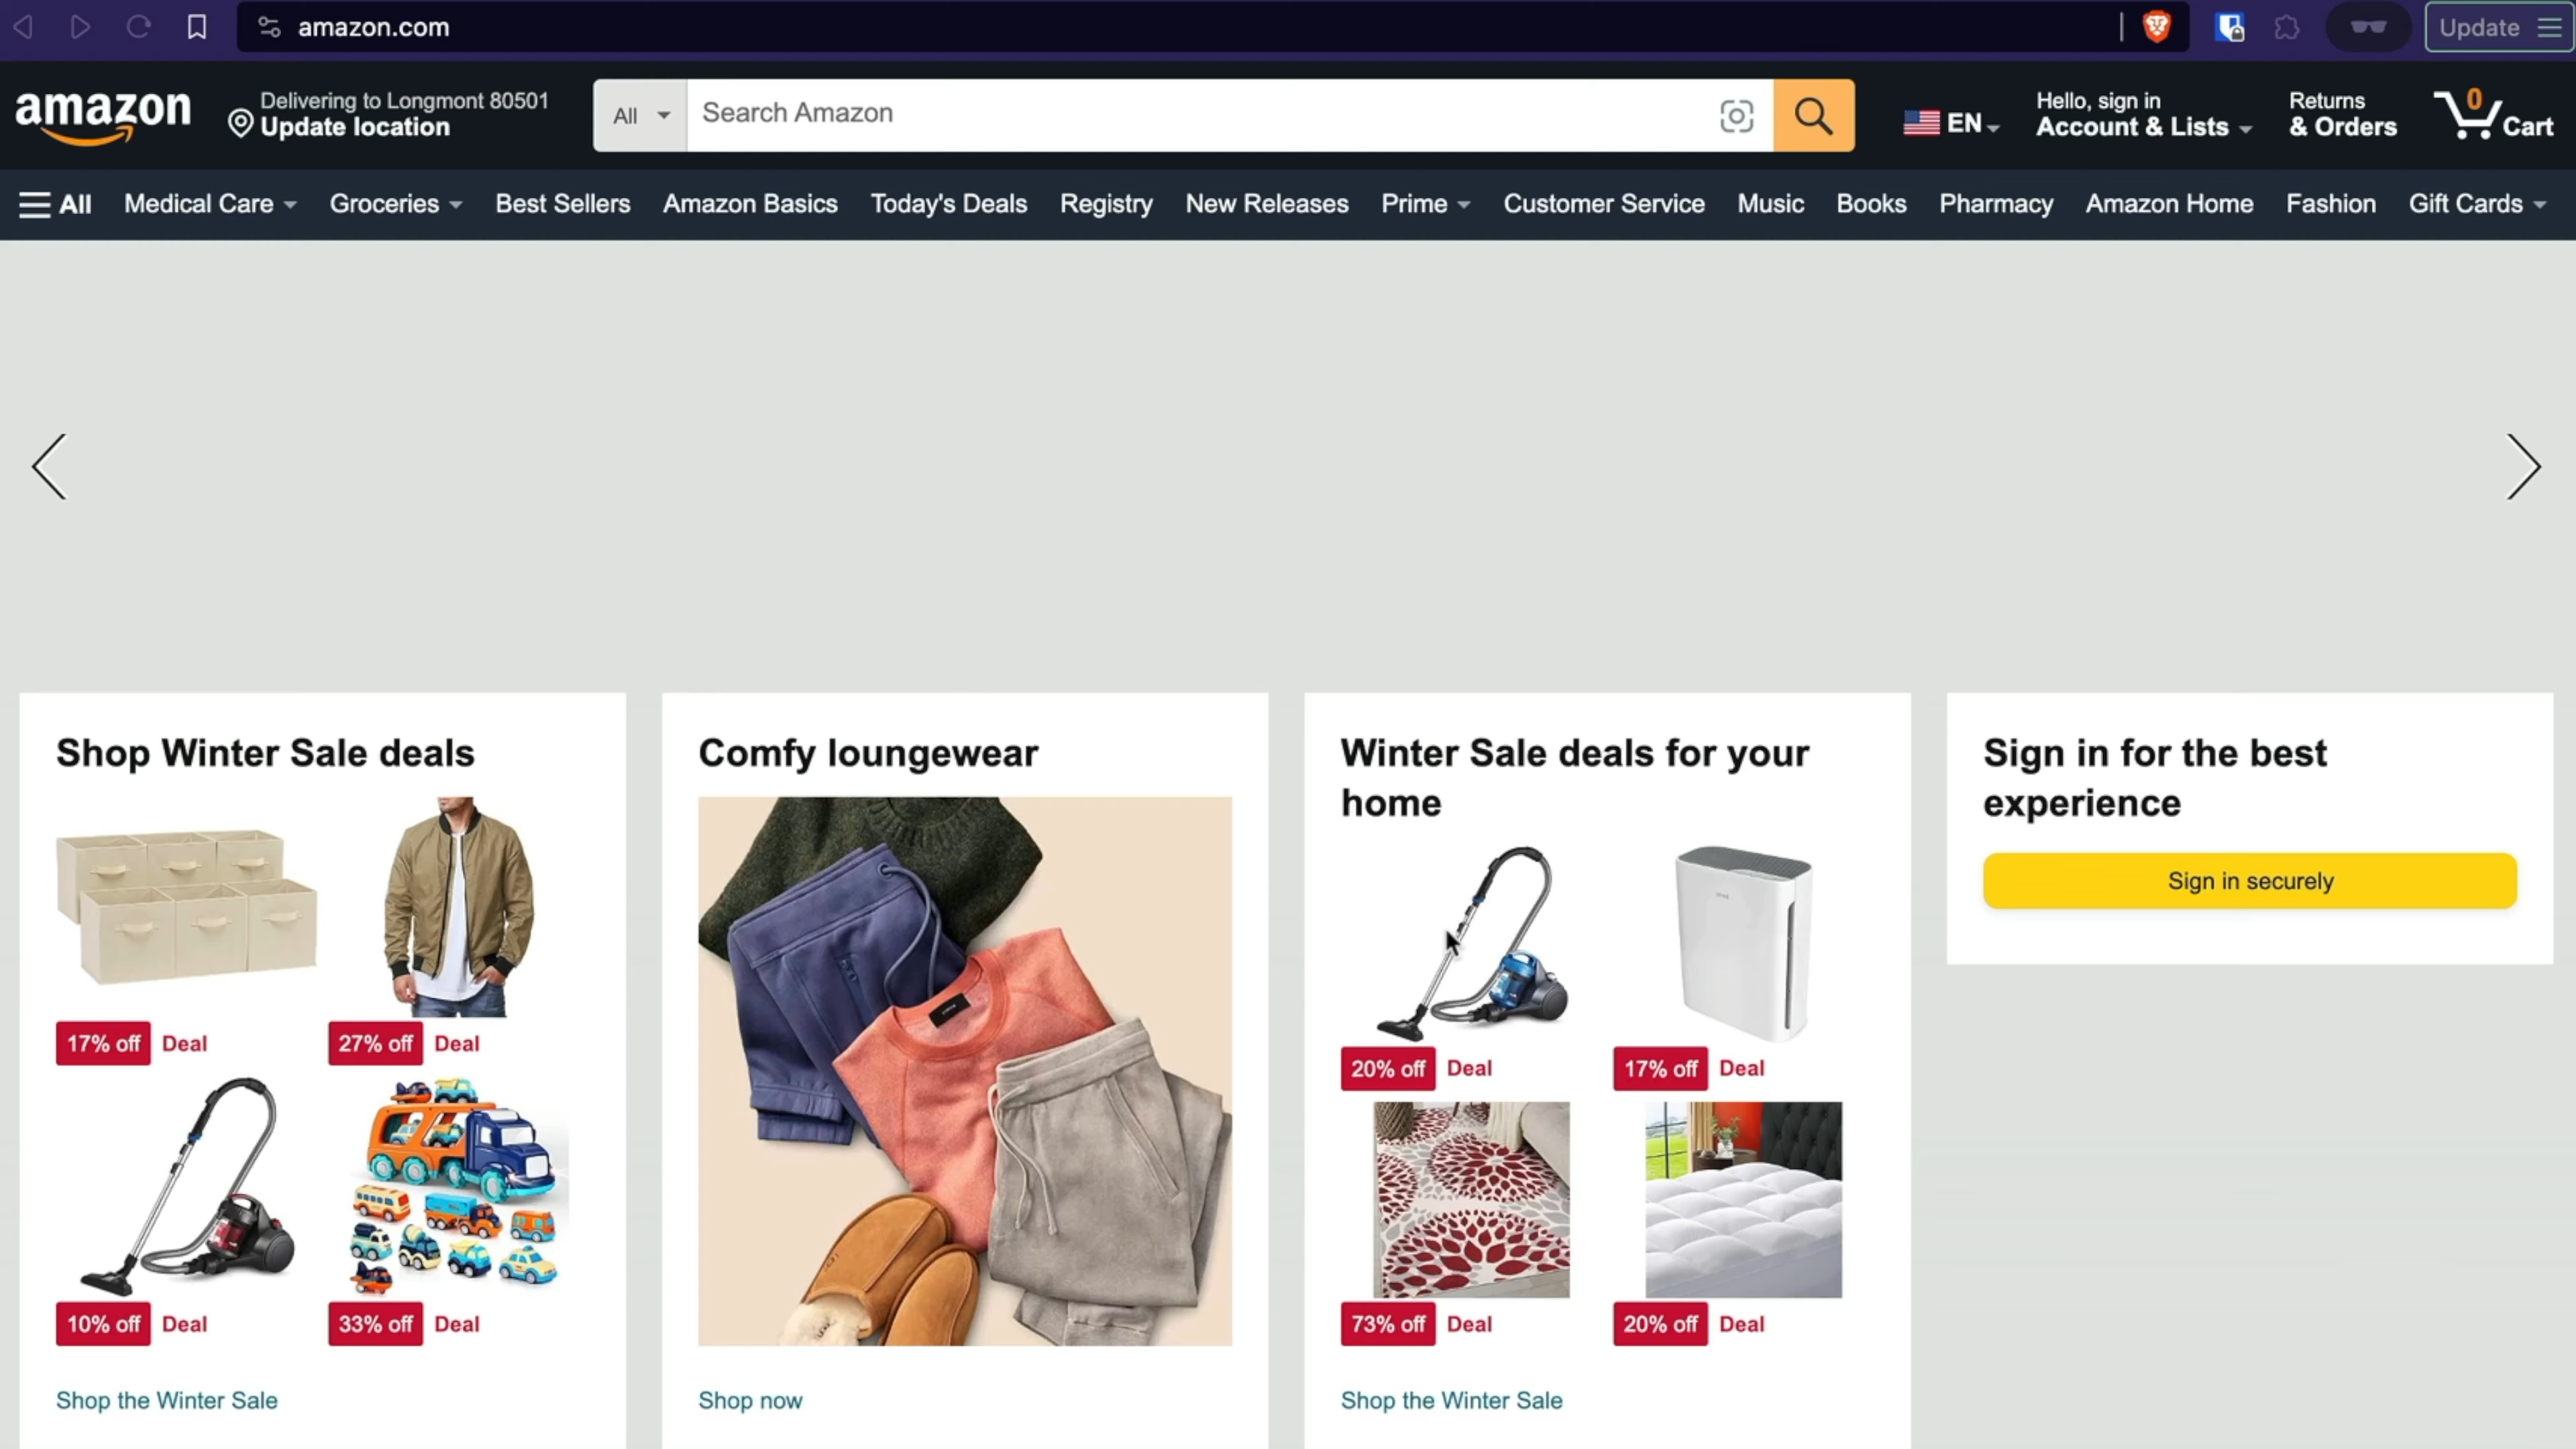 amazon.com
Update
amazon
Delivering to Longmont 80501
Update location
All
Search Amazon
EN
Hello, sign in
Account & Lists
Returns
& Orders
0
Cart
All
Medical Care
Groceries
Best Sellers
Amazon Basics
Today's Deals
Registry
New Releases
Prime
Customer Service
Music
Books
Pharmacy
Amazon Home
Fashion
Gift Cards
Shop Winter Sale deals
17% off Deal
27% off Deal
10% off Deal
33% off Deal
Shop the Winter Sale
Comfy loungewear
Shop now
Winter Sale deals for your
home
20% off Deal
17% off Deal
73% off Deal
20% off Deal
Shop the Winter Sale
Sign in for the best
experience
Sign in securely